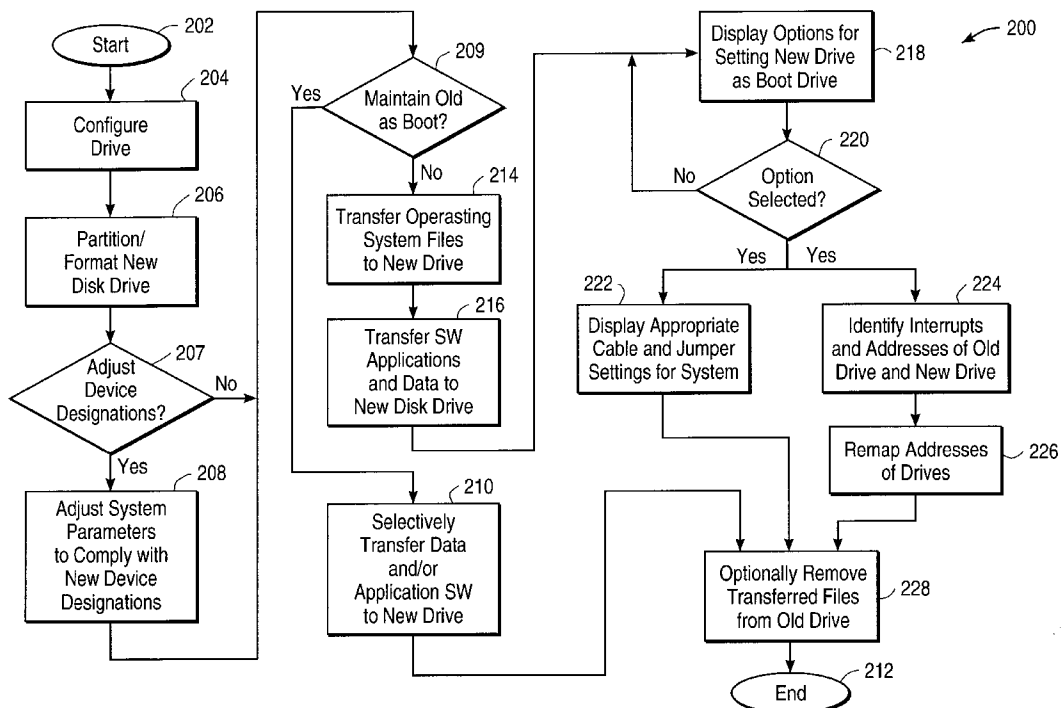 200
202
Start
204
Configure
Drive
206
Partition/
Format New
Disk Drive
207
Adjust
Device
Designations?
No
Yes
208
Adjust System
Parameters
to Comply with
New Device
Designations
209
Maintain Old
as Boot?
Yes
No
214
Transfer Operasting
System Files
to New Drive
216
Transfer SW
Applications
and Data to
New Disk Drive
210
Selectively
Transfer Data
and/or
Application SW
to New Drive
Display Options for
Setting New Drive
as Boot Drive
218
220
Option
Selected?
No
Yes
Yes
222
Display Appropriate
Cable and Jumper
Settings for System
224
Identify Interrupts
and Addresses of Old
Drive and New Drive
Remap Addresses
of Drives
226
Optionally Remove
Transferred Files
from Old Drive
228
212
End